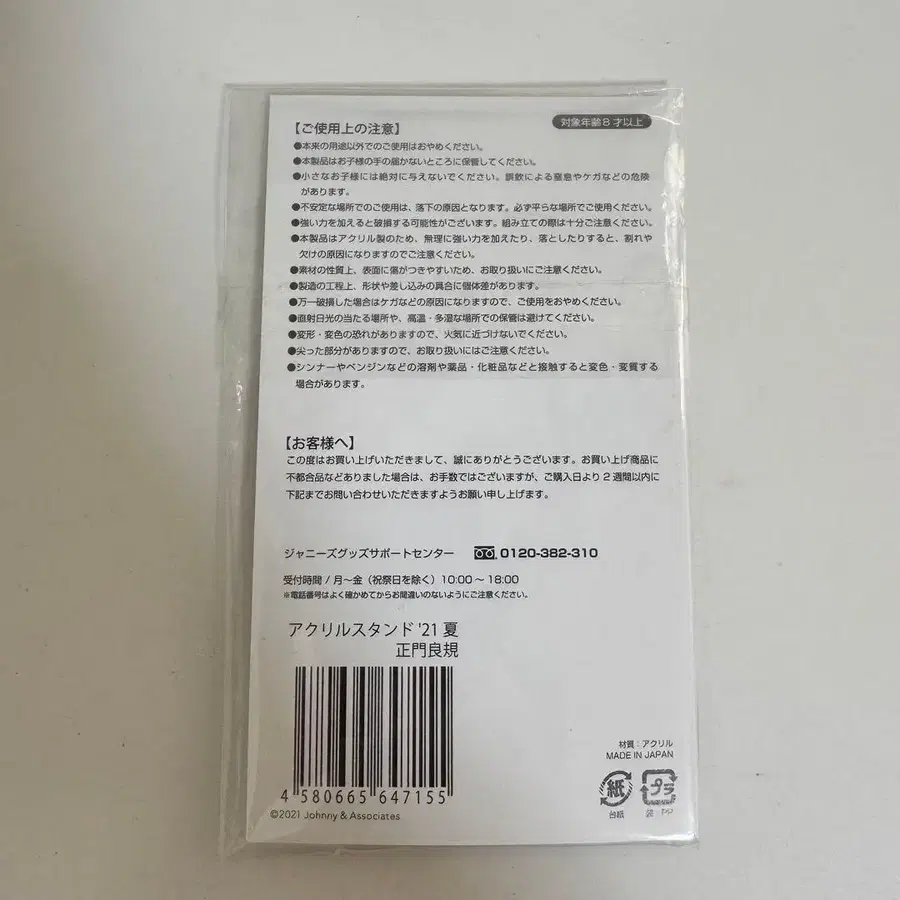 【ご使用上の注意】
対象年齢8才以上
●本来の用途以外でのご使用はおやめください。
●本製品はお子様の手の届かないところに保管してください。
●小さなお子様には絶対に与えないでください。誤飲による窒息やケガなどの危険
があります。
●不安定な場所でのご使用は、落下の原因となります。必ず平らな場所でご使用ください。
●強い力を加えると破損する可能性がございます。組み立ての際は十分ご注意ください。
●本製品はアクリル製のため、無理に強い力を加えたり、落としたりすると、割れや
欠けの原因になりますのでご注意ください。
●素材の性質上、表面に傷がつきやすいため、お取り扱いにご注意ください。
●製造の工程上、形状や差し込みの具合に個体差があります。
●万一破損した場合はケガなどの原因になりますので、ご使用をおやめください。
●直射日光の当たる場所や、高温・多湿な場所での保管は避けてください。
●変形・変色の恐れがありますので、火気に近づけないでください。
●尖った部分がありますので、お取り扱いにはご注意ください。
●シンナーやベンジンなどの溶剤や薬品・化粧品などと接触すると変色・変質する
場合があります。
【お客様へ】
この度はお買い上げいただきまして、誠にありがとうございます。お買い上げ商品に
不都合品などありました場合は、お手数ではございますが、ご購入日より2週間以内に
下記までお問い合わせいただきますようお願い申し上げます。
ジャニーズグッズサポートセンター 0120-382-310
受付時間/月～金（祝祭日を除く）10:00～18:00
※電話番号はよく確かめてからお間違いのないようにご注意ください。
アクリルスタンド'21夏
正門良規
4 580665 647155
©2021 Johnny & Associates
材質：アクリル
MADE IN JAPAN
紙 プラ
台紙 袋 PP